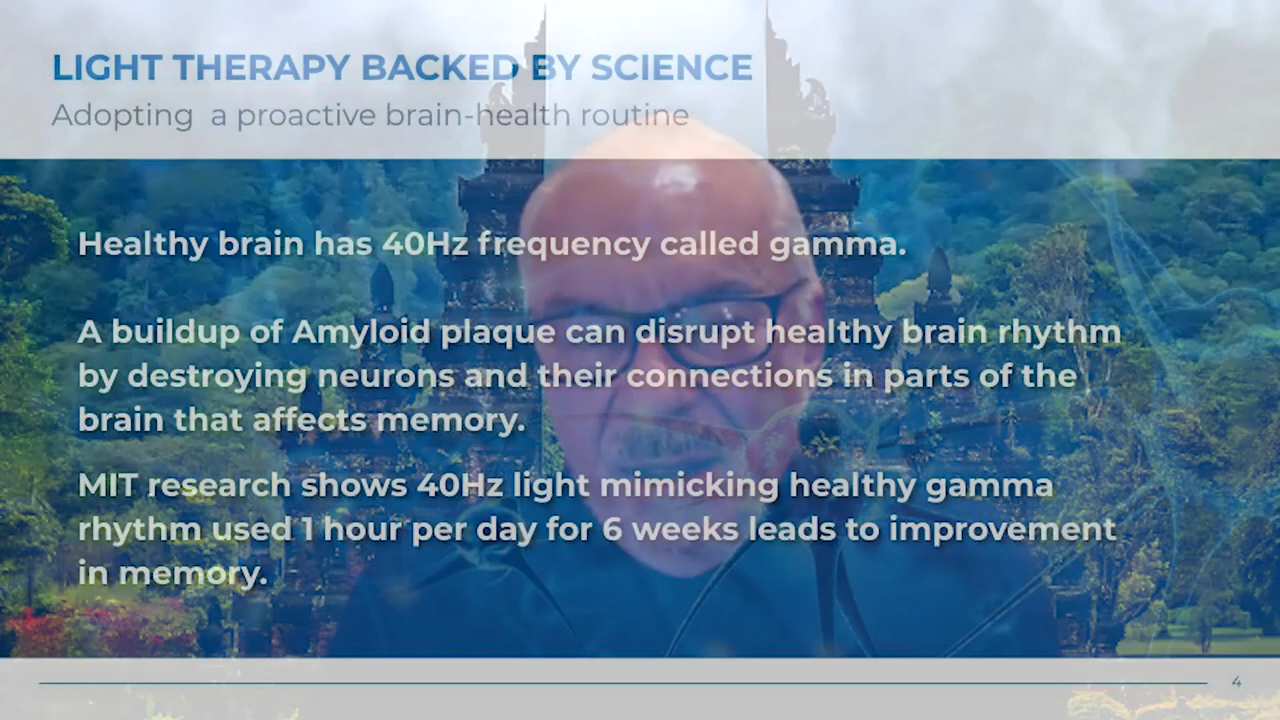 LIGHT THERAPY BACKED BY SCIENCE
Adopting a proactive brain-health routine
Healthy brain has 40Hz frequency called gamma.
A buildup of Amyloid plaque can disrupt healthy brain rhythm
by destroying neurons and their connections in parts of the
brain that affects memory.
MIT research shows 40Hz light mimicking healthy gamma
rhythm used 1 hour per day for 6 weeks leads to improvement
in memory.
4